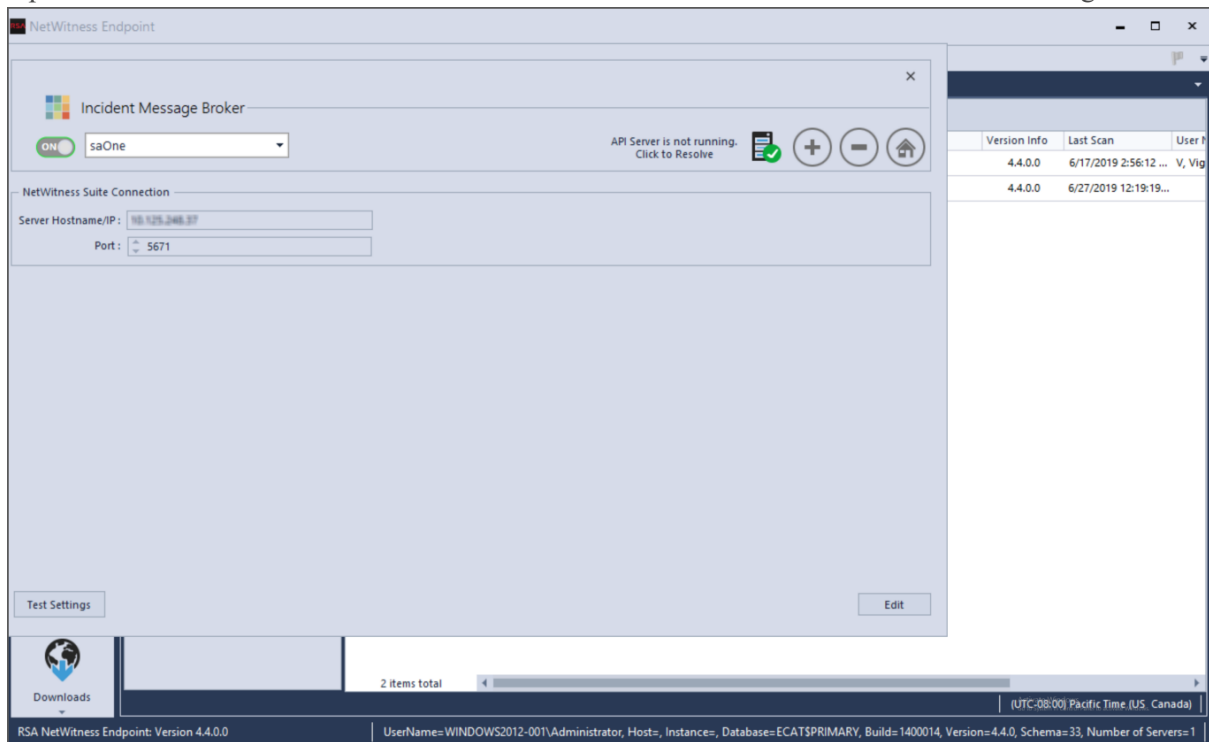 RSA NetWitness Endpoint
Incident Message Broker
ON saOne
API Server is not running.
Click to Resolve
Version Info Last Scan User
4.4.0.0 6/17/2019 2:56:12 ... V, Vig
4.4.0.0 6/27/2019 12:19:19...
NetWitness Suite Connection
Server Hostname/IP :
Port : 5671
Test Settings
Edit
Downloads
2 items total
(UTC-08:00) Pacific Time (US Canada)
RSA NetWitness Endpoint: Version 4.4.0.0
UserName=WINDOWS2012-001\Administrator, Host=, Instance=, Database=ECAT$PRIMARY, Build=1400014, Version=4.4.0, Schema=33, Number of Servers=1